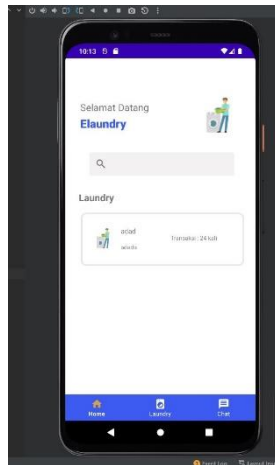 10:13
Selamat Datang
Elaundry
Laundry
adad
Transaksi : 24 kali
Home
Laundry
Chat